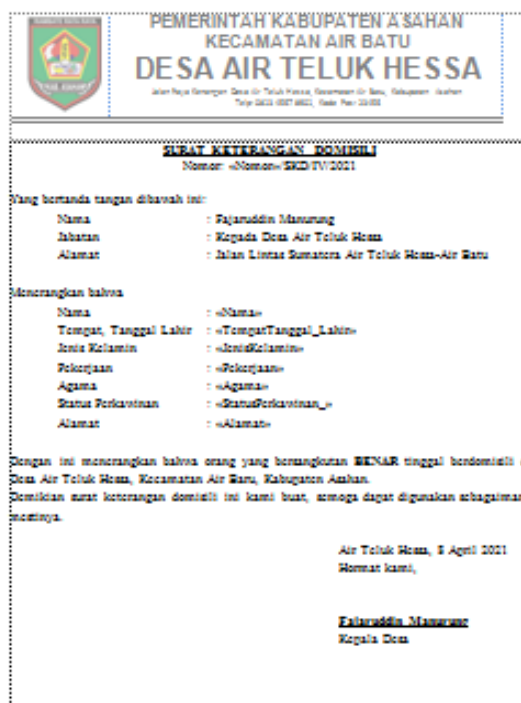 PEMERINTAH KABUPATEN ASAHAN
KECAMATAN AIR BATU
DESA AIR TELUK HESSA
SURAT KETERANGAN DOMISILI
Nomor: «Nomor»/SKD/IV/2021
Yang bertanda tangan dibawah ini:
Nama : Fajaruddin Manurung
Jabatan : Kepada Desa Air Teluk Hessa
Alamat : Jalan Lintas Sumatera Air Teluk Hessa-Air Batu
Menerangkan bahwa
Nama : «Nama»
Tempat, Tanggal Lahir : «TempatTanggal_Lahir»
Jenis Kelamin : «JenisKelamin»
Pekerjaan : «Pekerjaan»
Agama : «Agama»
Status Perkawinan : «StatusPerkawinan_»
Alamat : «Alamat»
Dengan ini menerangkan bahwa orang yang bersangkutan BENAR tinggal berdomisili
Desa Air Teluk Hessa, Kecamatan Air Baru, Kabupaten Asahan.
Demikian surat keterangan domisili ini kami buat, semoga dapat digunakan sebagaiman
mestinya.
Air Teluk Hessa, 8 April 2021
Hormat kami,
Fajaruddin Manurung
Kepala Desa